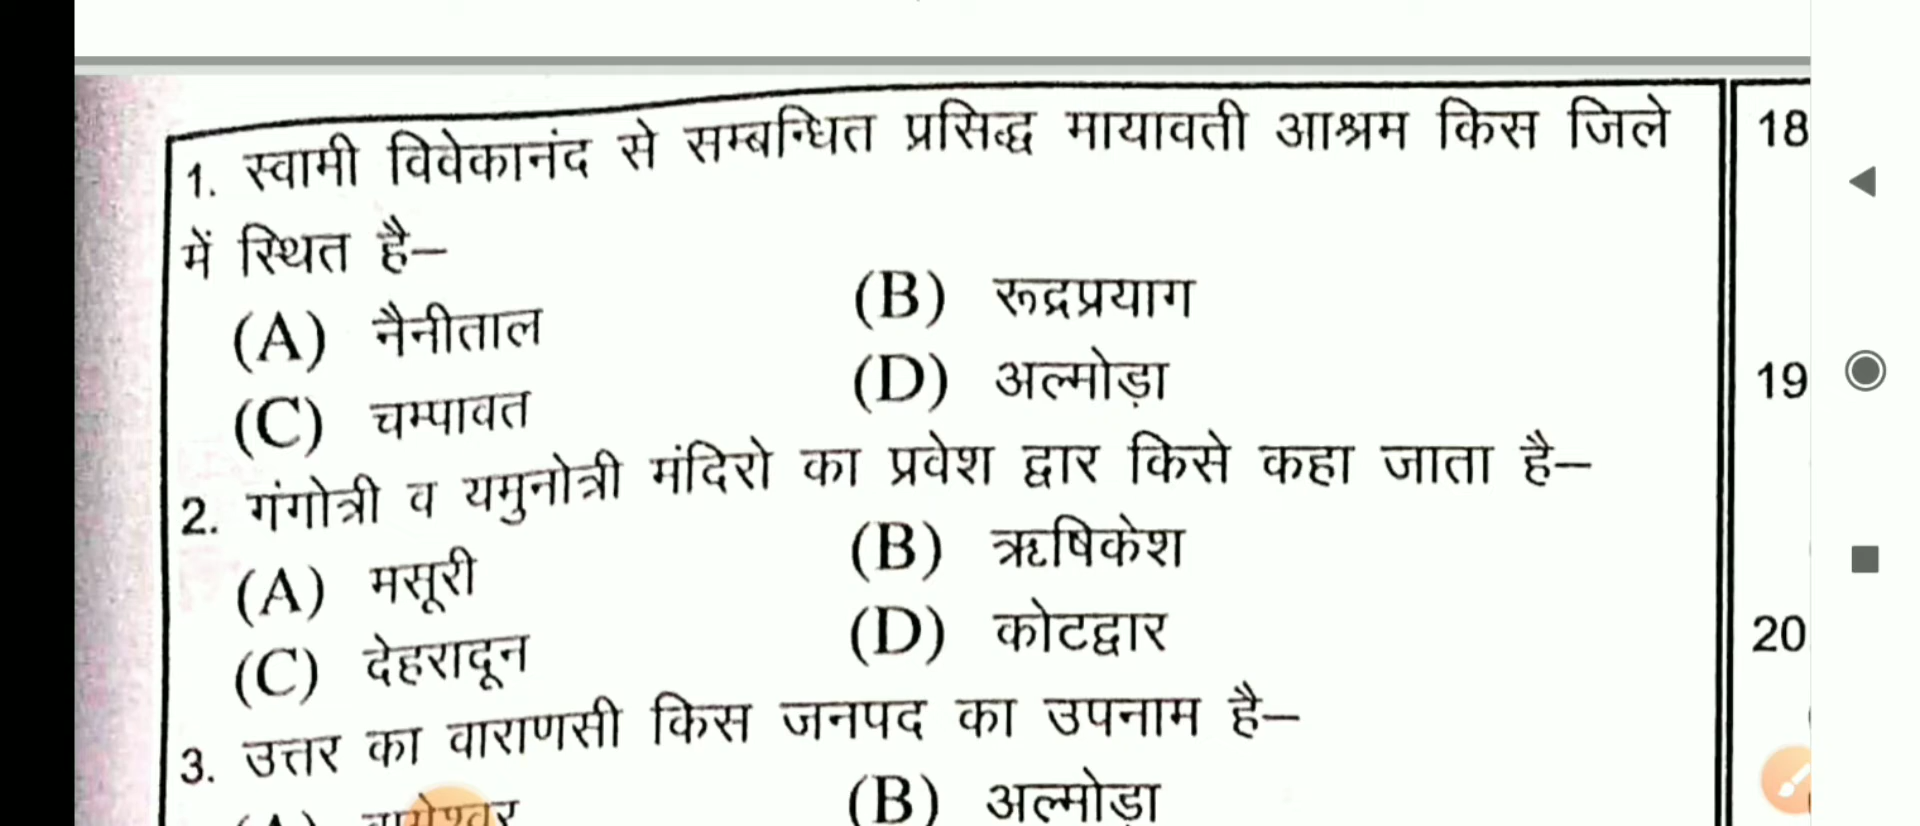 1. स्वामी विवेकानंद से सम्बन्धित प्रसिद्ध मायावती आश्रम किस जिले
में स्थित है–
(A) नैनीताल (B) रूद्रप्रयाग
(C) चम्पावत (D) अल्मोड़ा
2. गंगोत्री व यमुनोत्री मंदिरो का प्रवेश द्वार किसे कहा जाता है–
(A) मसूरी (B) ऋषिकेश
(C) देहरादून (D) कोटद्वार
3. उत्तर का वाराणसी किस जनपद का उपनाम है–
(B) अल्मोड़ा
18
19
20